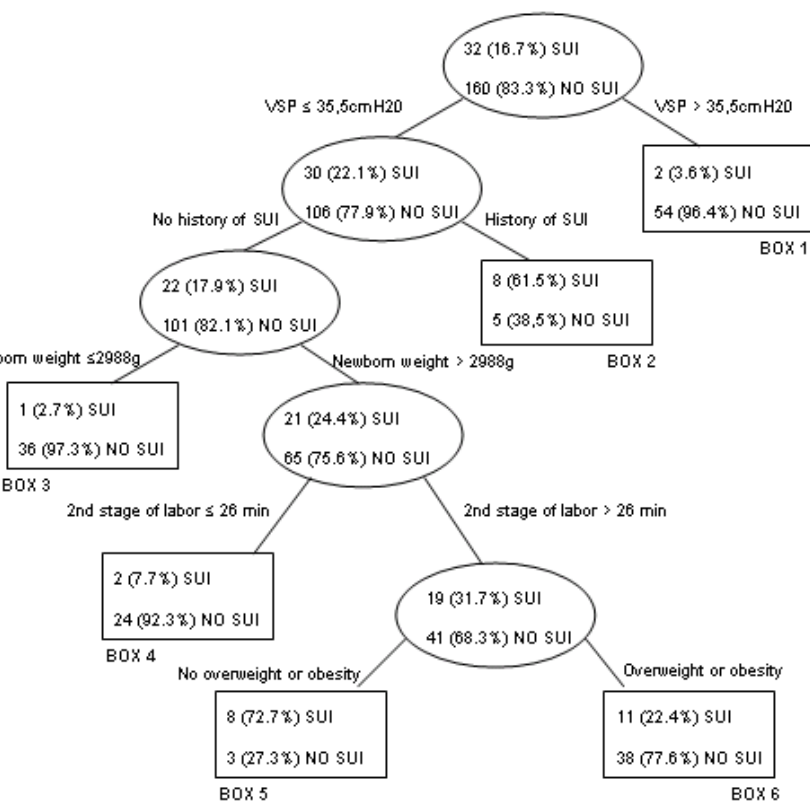 32 (16.7%) SUI
160 (83.3%) NO SUI
VSP ≤ 35,5cmH20
VSP > 35,5cmH20
30 (22.1%) SUI
106 (77.9%) NO SUI
2 (3.6%) SUI
54 (96.4%) NO SUI
BOX 1
No history of SUI
History of SUI
22 (17.9%) SUI
101 (82.1%) NO SUI
8 (61.5%) SUI
5 (38,5%) NO SUI
BOX 2
weight ≤2988g
Newborn weight > 2988g
1 (2.7%) SUI
36 (97.3%) NO SUI
BOX 3
21 (24.4%) SUI
65 (75.6%) NO SUI
2nd stage of labor ≤ 26 min
2nd stage of labor > 26 min
2 (7.7%) SUI
24 (92.3%) NO SUI
BOX 4
19 (31.7%) SUI
41 (68.3%) NO SUI
No overweight or obesity
Overweight or obesity
8 (72.7%) SUI
3 (27.3%) NO SUI
BOX 5
11 (22.4%) SUI
38 (77.6%) NO SUI
BOX 6